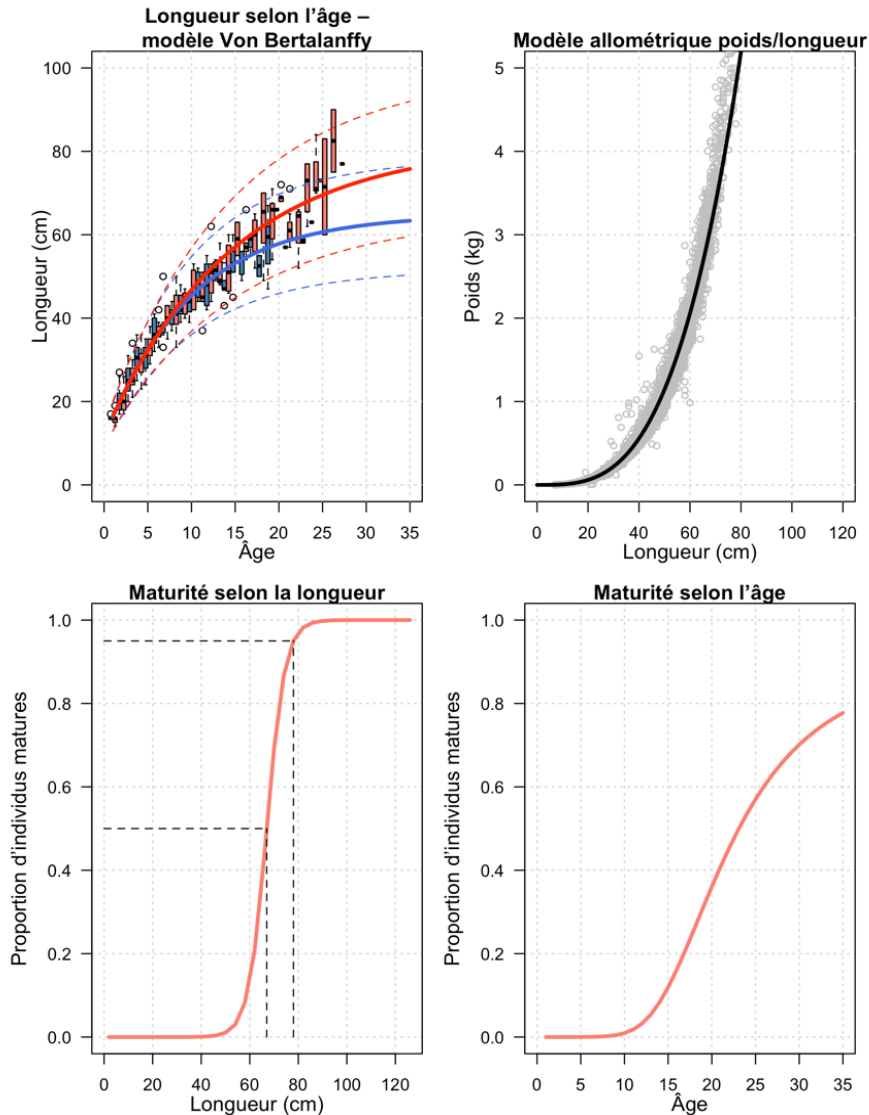 Longueur selon l’âge –
modèle Von Bertalanffy
Longueur (cm)
100
80
60
40
20
0
0 5 10 15 20 25 30 35
Âge
Modèle allométrique poids/longueur
Poids (kg)
5
4
3
2
1
0
0 20 40 60 80 100 120
Longueur (cm)
Maturité selon la longueur
Proportion d’individus matures
1.0
0.8
0.6
0.4
0.2
0.0
0 20 40 60 80 100 120
Longueur (cm)
Maturité selon l’âge
Proportion d’individus matures
1.0
0.8
0.6
0.4
0.2
0.0
0 5 10 15 20 25 30 35
Âge